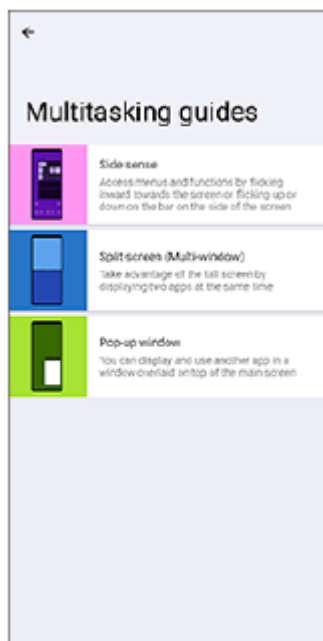 Multitasking guides
Side sense
Access menus and functions by flicking
inward towards the screen or flicking up or
down on the bar on the side of the screen
Split-screen (Multi-window)
Take advantage of the tall screen by
displaying two apps at the same time
Pop-up window
You can display and use another app in a
window overlaid on top of the main screen